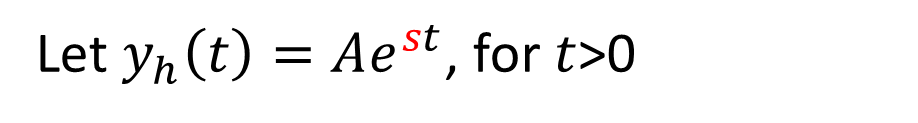 Let yₕ(t) = Aeˢᵗ, for t>0